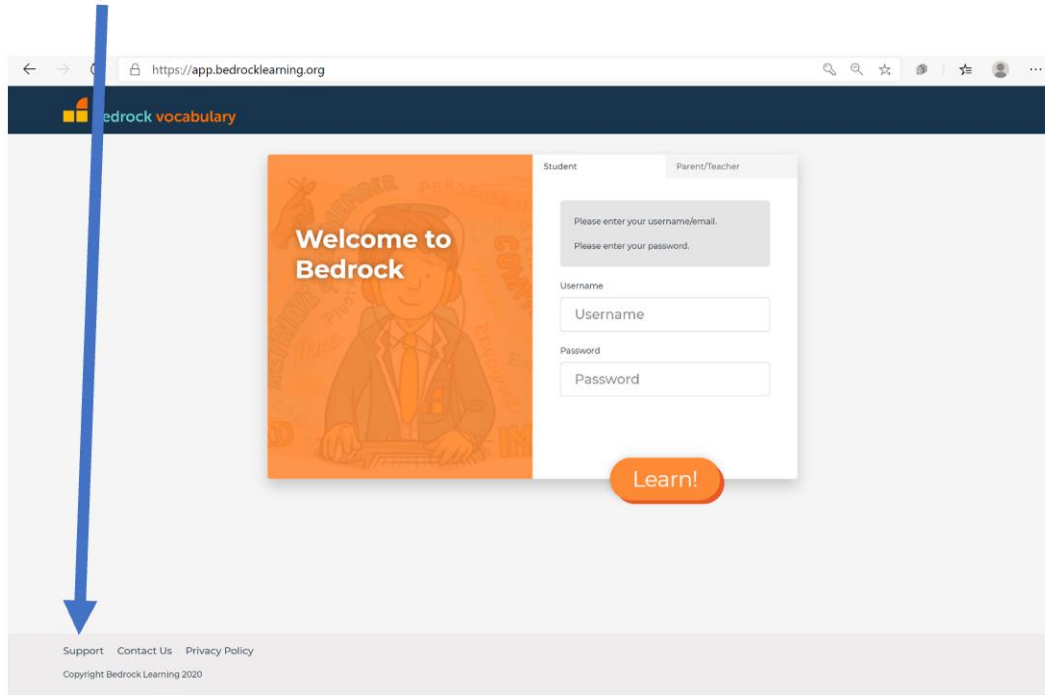 https://app.bedrocklearning.org
edrock vocabulary
Student
Parent/Teacher
Please enter your username/email.
Please enter your password.
Welcome to
Bedrock
Username
Username
Password
Password
Learn!
Support Contact Us Privacy Policy
Copyright Bedrock Learning 2020